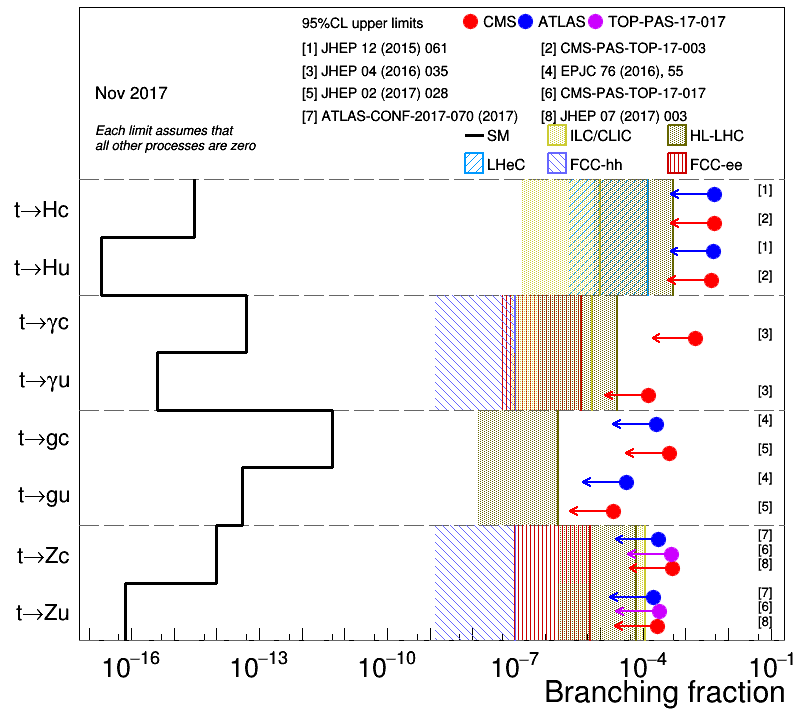 95%CL upper limits CMS ATLAS TOP-PAS-17-017
[1] JHEP 12 (2015) 061 [2] CMS-PAS-TOP-17-003
[3] JHEP 04 (2016) 035 [4] EPJC 76 (2016), 55
[5] JHEP 02 (2017) 028 [6] CMS-PAS-TOP-17-017
[7] ATLAS-CONF-2017-070 (2017) [8] JHEP 07 (2017) 003
Nov 2017
Each limit assumes that
all other processes are zero
SM ILC/CLIC HL-LHC
LHeC FCC-hh FCC-ee
t→Hc [1]
[2]
t→Hu [1]
[2]
t→γc [3]
t→γu [3]
t→gc [4]
[5]
t→gu [4]
[5]
t→Zc [7]
[6]
[8]
t→Zu [7]
[6]
[8]
10⁻¹⁶ 10⁻¹³ 10⁻¹⁰ 10⁻⁷ 10⁻⁴ 10⁻¹
Branching fraction